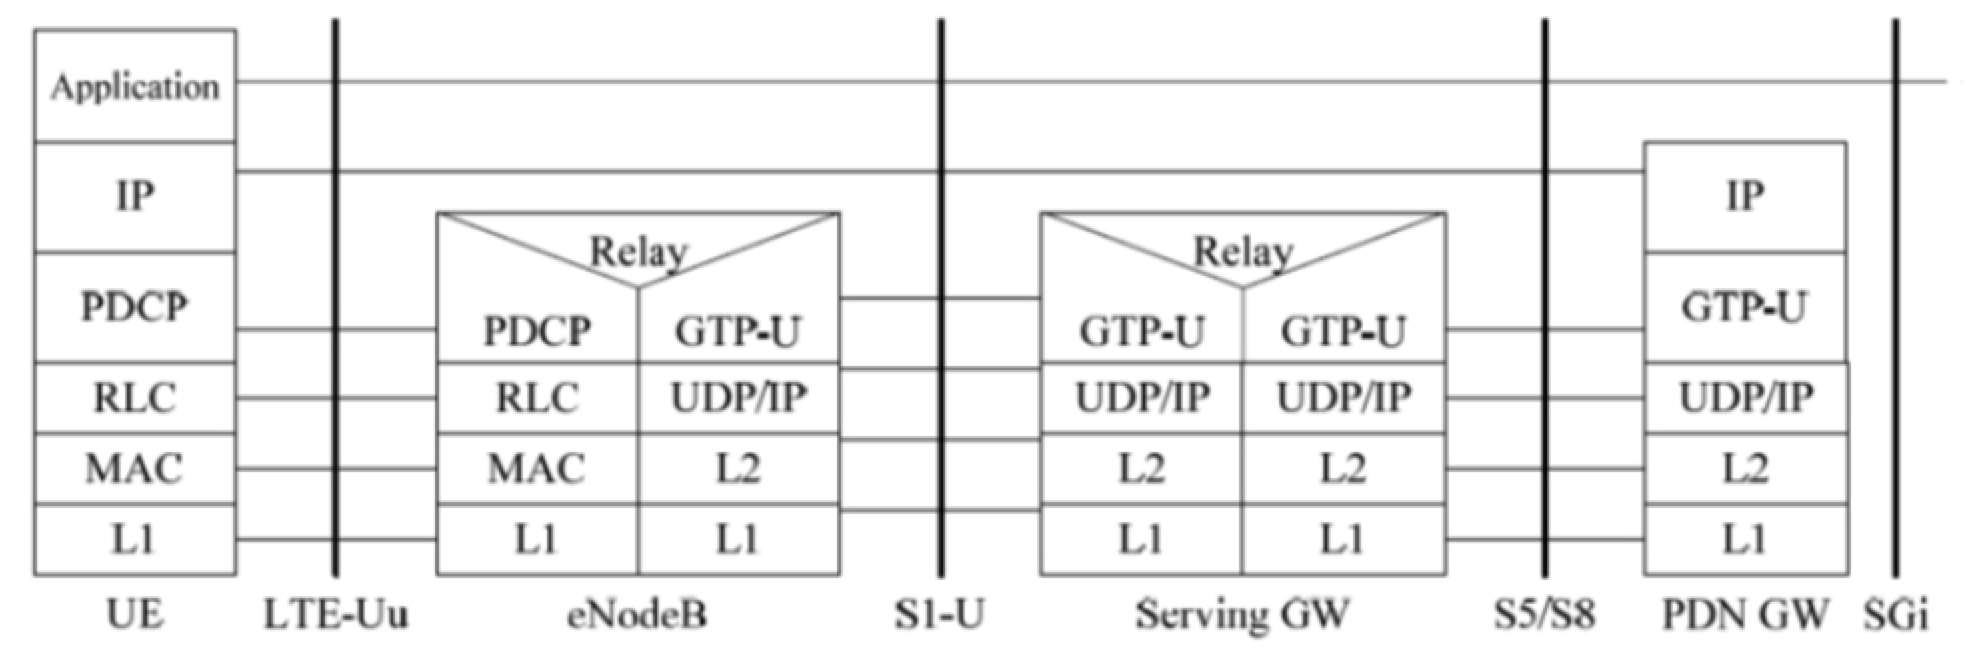 Application
IP
IP
Relay
Relay
PDCP
GTP-U
PDCP
GTP-U
GTP-U
GTP-U
RLC
RLC
UDP/IP
UDP/IP
UDP/IP
UDP/IP
MAC
MAC
L2
L2
L2
L2
L1
L1
L1
L1
L1
L1
UE
LTE-Uu
eNodeB
S1-U
Serving GW
S5/S8
PDN GW
SGi